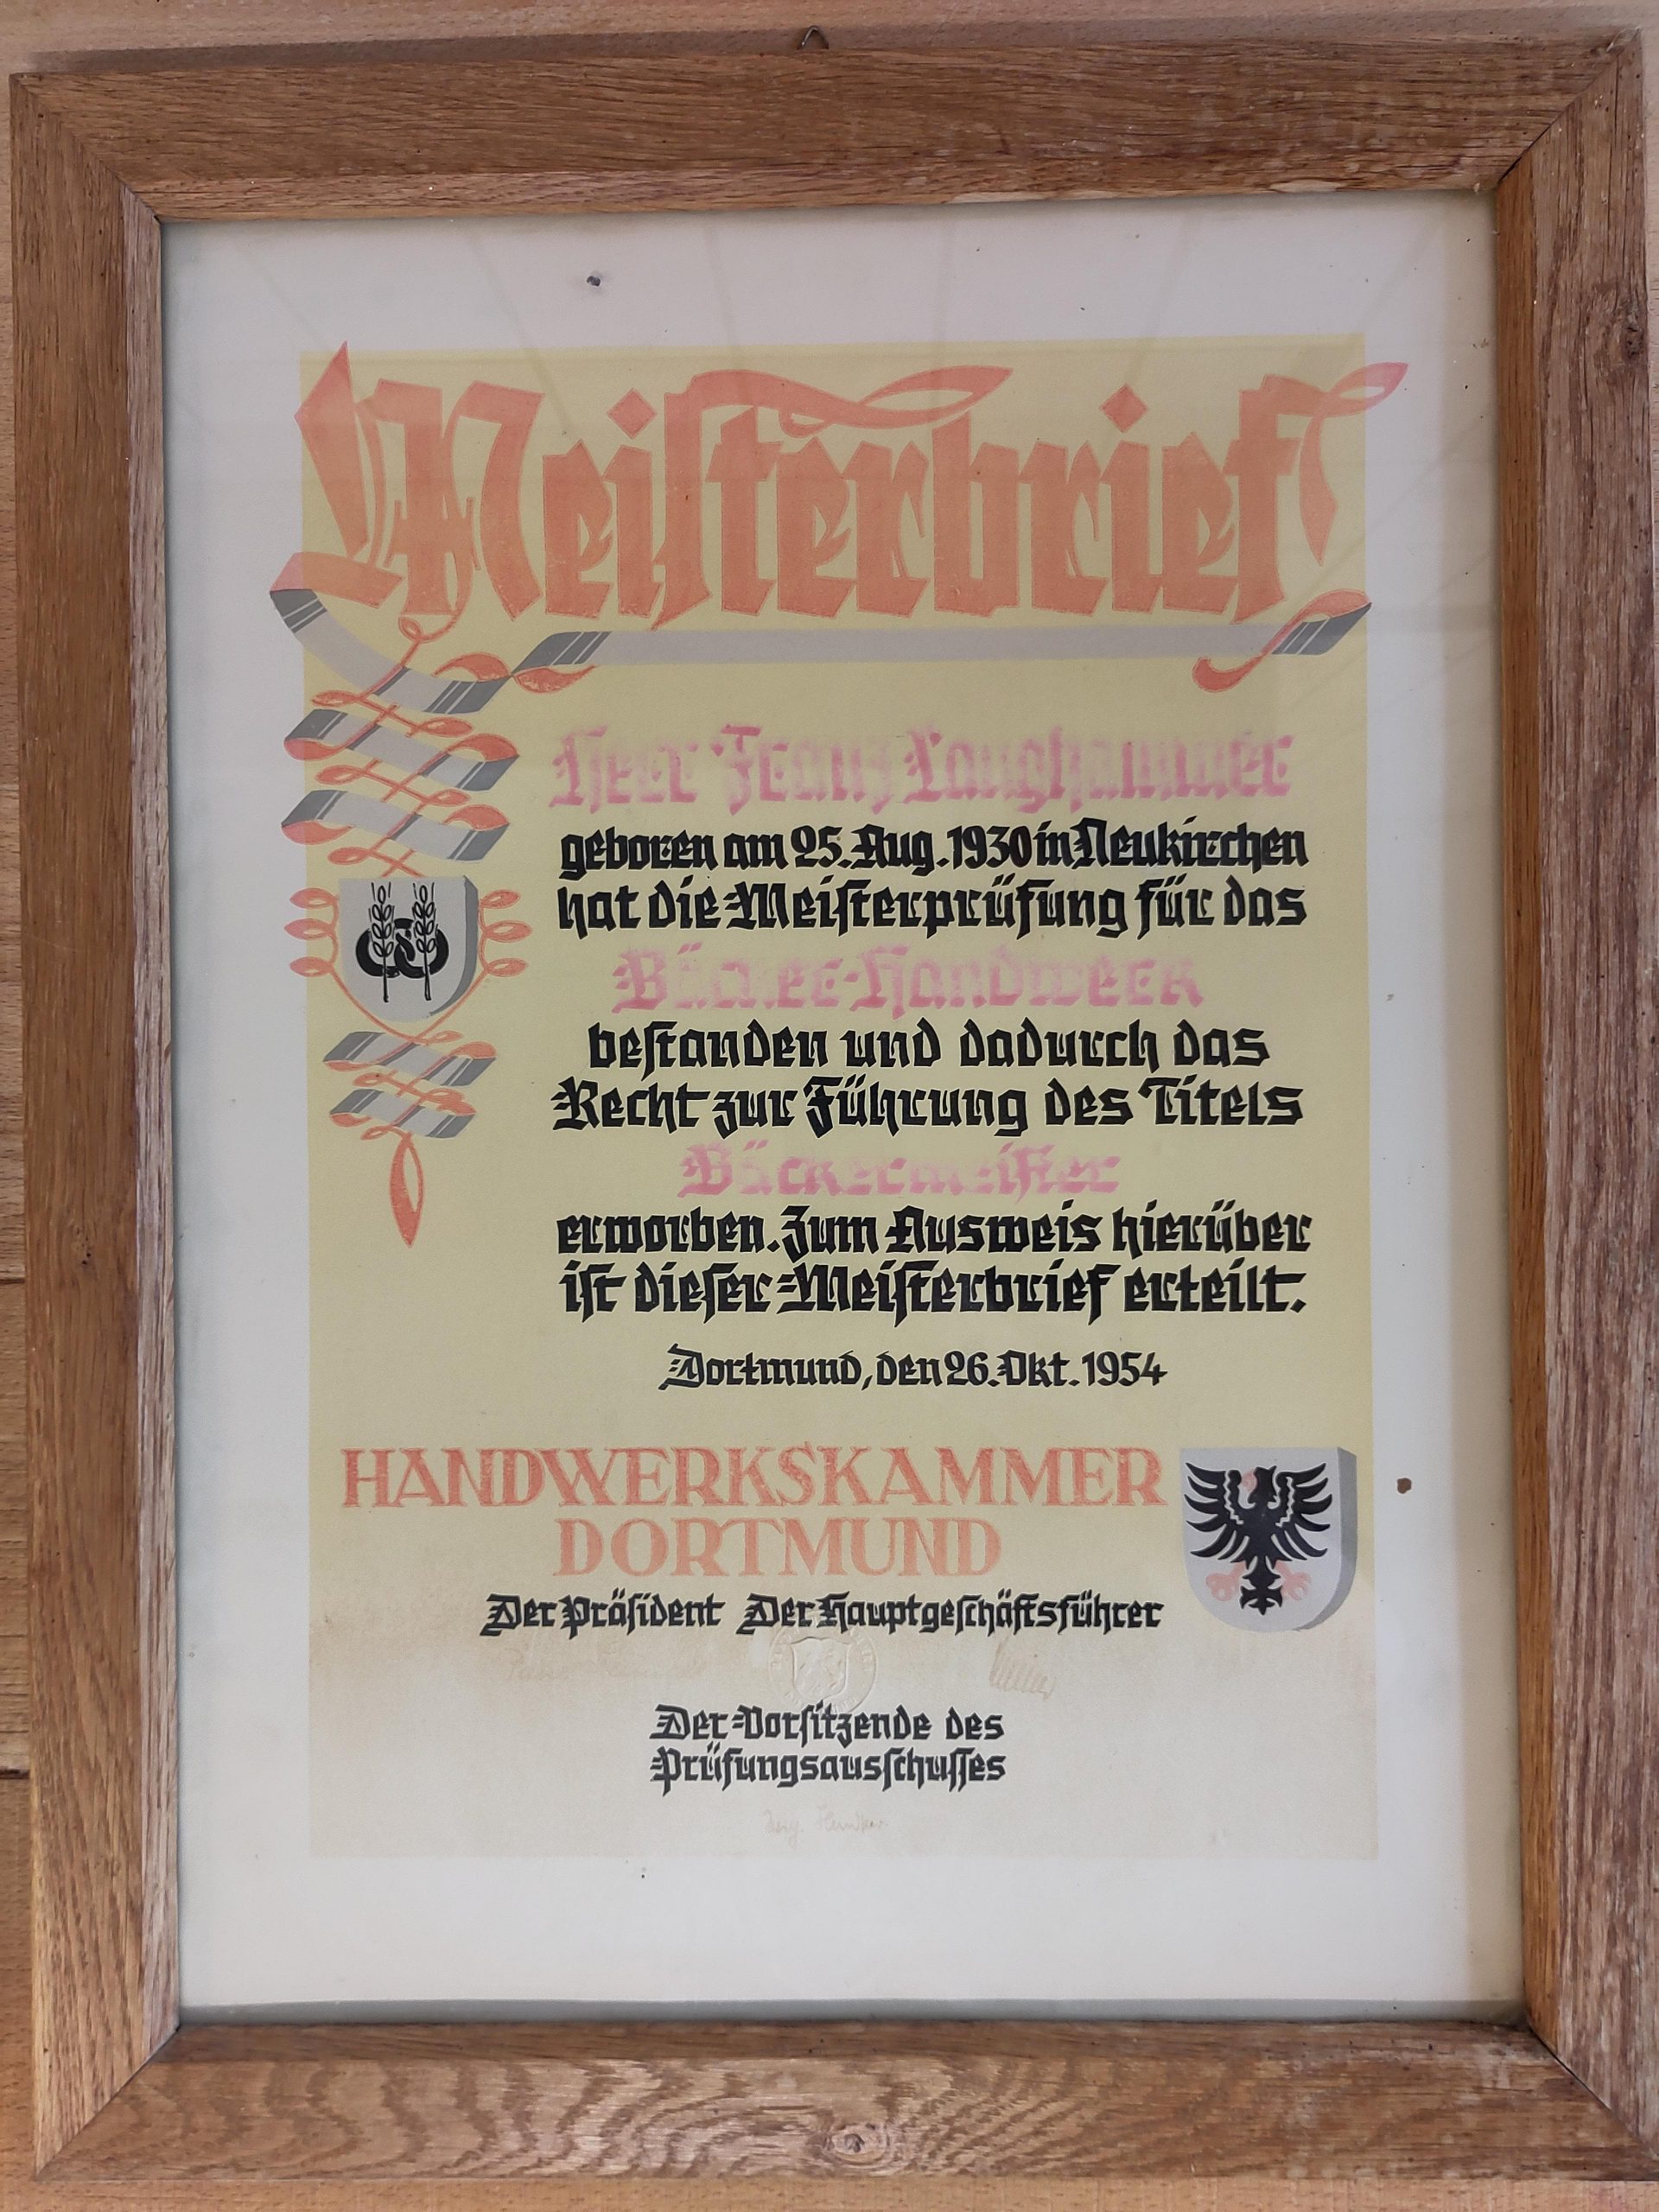 Meisterbrief
Herr Franz Langhammer
geboren am 25. Aug. 1930 in Neukirchen
hat die Meisterprüfung für das
Bäcker-Handwerk
bestanden und dadurch das
Recht zur Führung des Titels
Bäckermeister
erworben. Zum Ausweis hierüber
ist dieser Meisterbrief erteilt.
Dortmund, den 26. Okt. 1954
HANDWERKSKAMMER
DORTMUND
Der Präsident Der Hauptgeschäftsführer
Der Vorsitzende des
Prüfungsausschusses